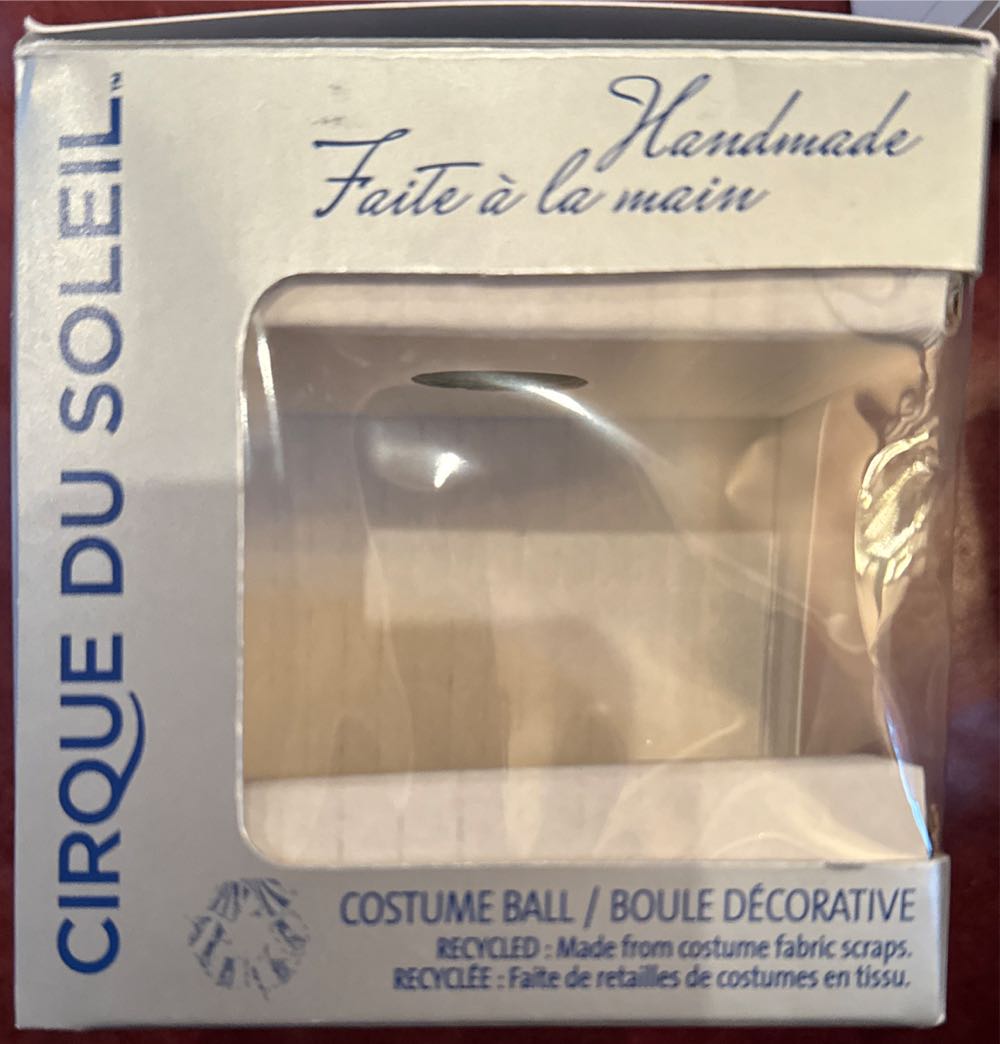 CIRQUE DU SOLEIL™
Handmade
Faite à la main
COSTUME BALL / BOULE DÉCORATIVE
RECYCLED : Made from costume fabric scraps.
RECYCLÉE : Faite de retailles de costumes en tissu.